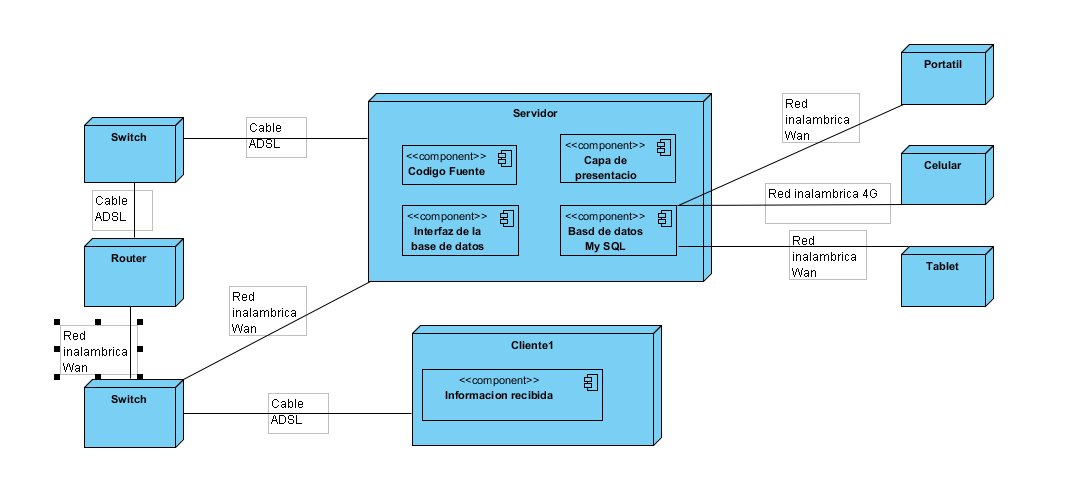 Portatil
Servidor
Red
inalambrica
Wan
Switch
Cable
ADSL
<<component>>
Codigo Fuente
<<component>>
Capa de
presentacio
Celular
Red inalambrica 4G
Cable
ADSL
<<component>>
Interfaz de la
base de datos
<<component>>
Basd de datos
My SQL
Router
Red
inalambrica
Wan
Tablet
Red
inalambrica
Wan
Red
inalambrica
Wan
Cliente1
<<component>>
Informacion recibida
Switch
Cable
ADSL